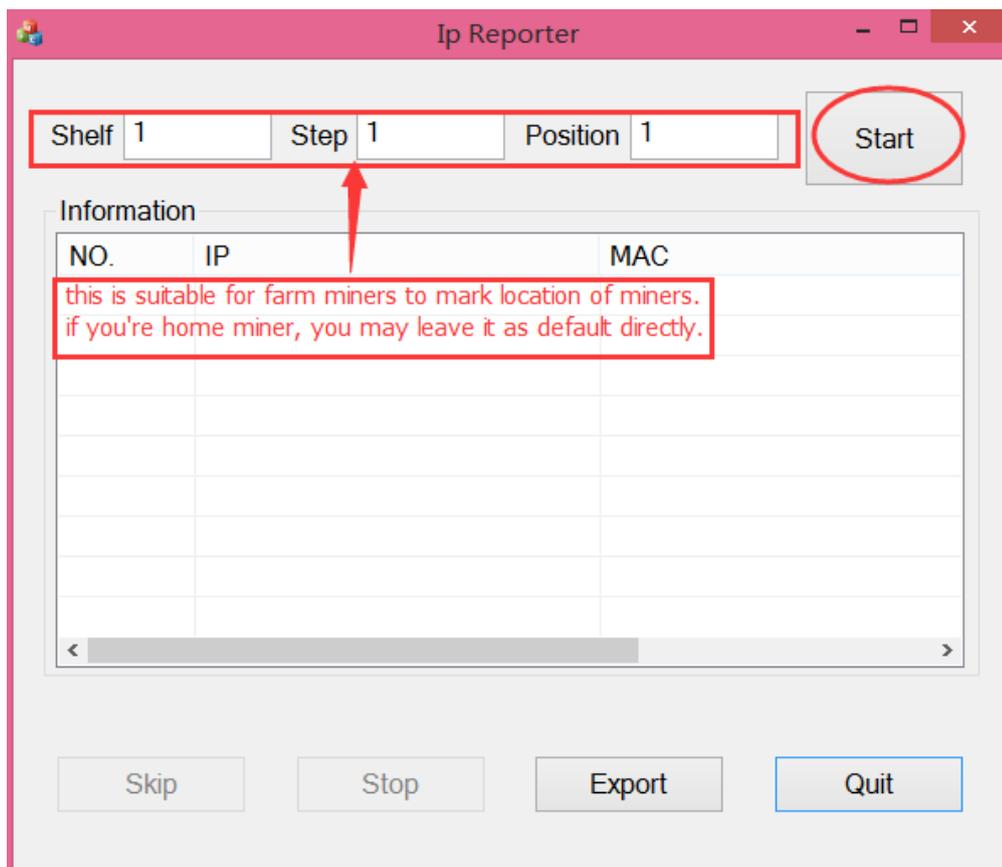 Ip Reporter
Shelf 1 Step 1 Position 1 Start
Information
NO. IP MAC
this is suitable for farm miners to mark location of miners.
if you're home miner, you may leave it as default directly.
Skip Stop Export Quit